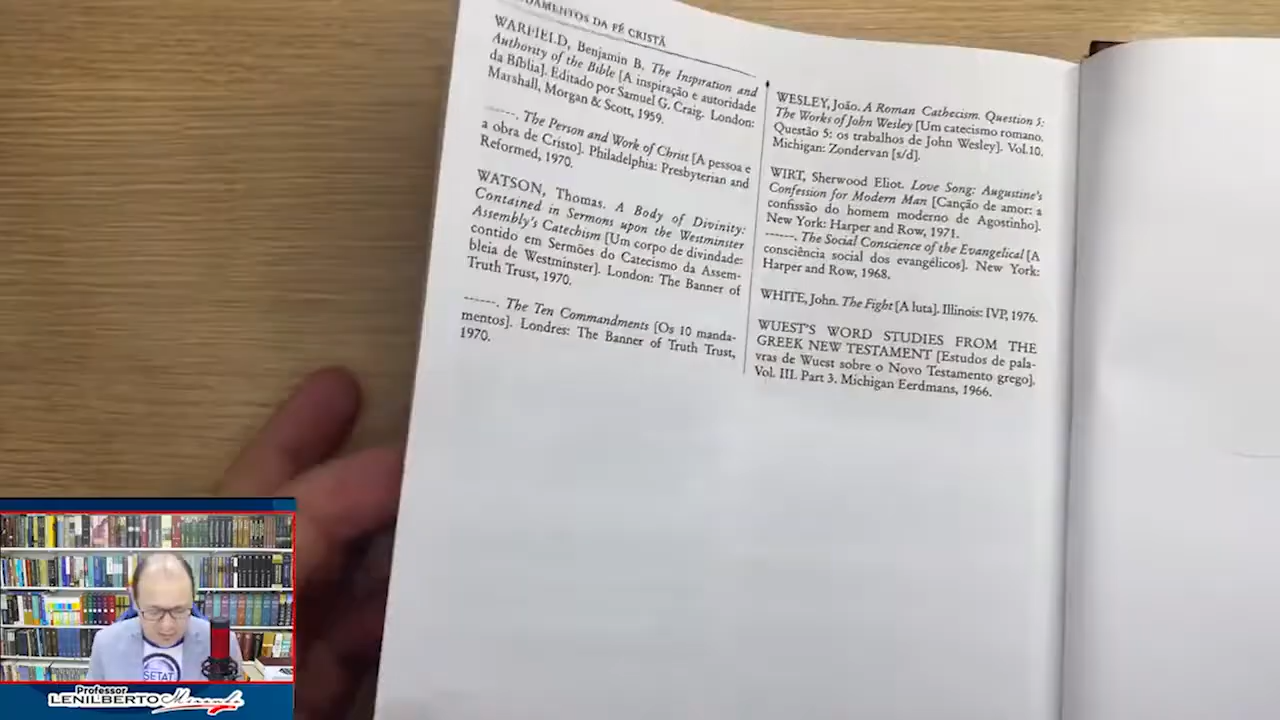 DAMENTOS DA FÉ CRISTÃ
WARFIELD, Benjamin B. The Inspiration and
Authority of the Bible [A inspiração e autoridade
da Bíblia]. Editado por Samuel G. Craig. London:
Marshall, Morgan & Scott, 1959.
------. The Person and Work of Christ [A pessoa e
a obra de Cristo]. Philadelphia: Presbyterian and
Reformed, 1970.
WATSON, Thomas. A Body of Divinity:
Contasined in Sermons upon the Westminster
Assembly's Catechism [Um corpo de divindade:
contido em Sermões do Catecismo da Assem-
bleia de Westminster]. London: The Banner of
Truth Trust, 1970.
------. The Ten Commandments [Os 10 manda-
mentos]. Londres: The Banner of Truth Trust,
1970.
WESLEY, João. A Roman Cathecism. Question 5:
The Works of John Wesley [Um catecismo romano.
Questão 5: os trabalhos de John Wesley]. Vol.10.
Michigan: Zondervan [s/d].
WIRT, Sherwood Eliot. Love Song: Augustine's
Confession for Modern Man [Canção de amor: a
confissão do homem moderno de Agostinho].
New York: Harper and Row, 1971.
------. The Social Conscience of the Evangelical [A
consciência social dos evangélicos]. New York:
Harper and Row, 1968.
WHITE, John. The Fight [A luta]. Illinois: IVP, 1976.
WUEST'S WORD STUDIES FROM THE
GREEK NEW TESTAMENT [Estudos de pala-
vras de Wuest sobre o Novo Testamento grego].
Vol. III. Part 3. Michigan Eerdmans, 1966.
SETAT
Professor
LENILBERTO Miranda